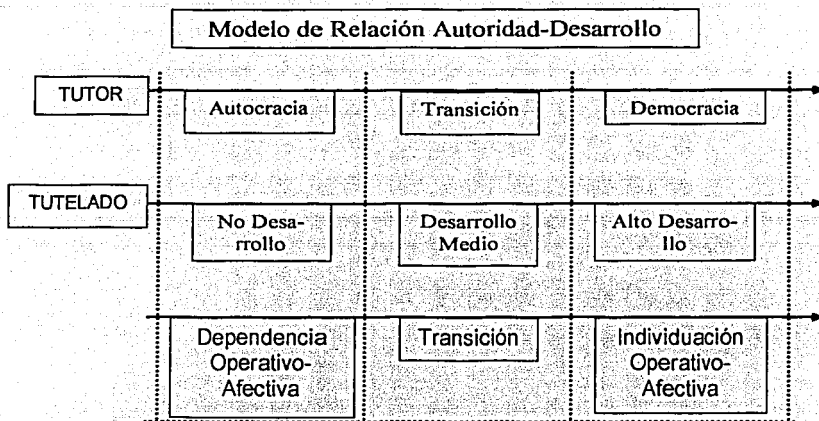 Modelo de Relación Autoridad-Desarrollo
TUTOR
Autocracia
Transición
Democracia
TUTELADO
No Desa-
rrollo
Desarrollo
Medio
Alto Desarro-
llo
Dependencia
Operativo-
Afectiva
Transición
Individuación
Operativo-
Afectiva